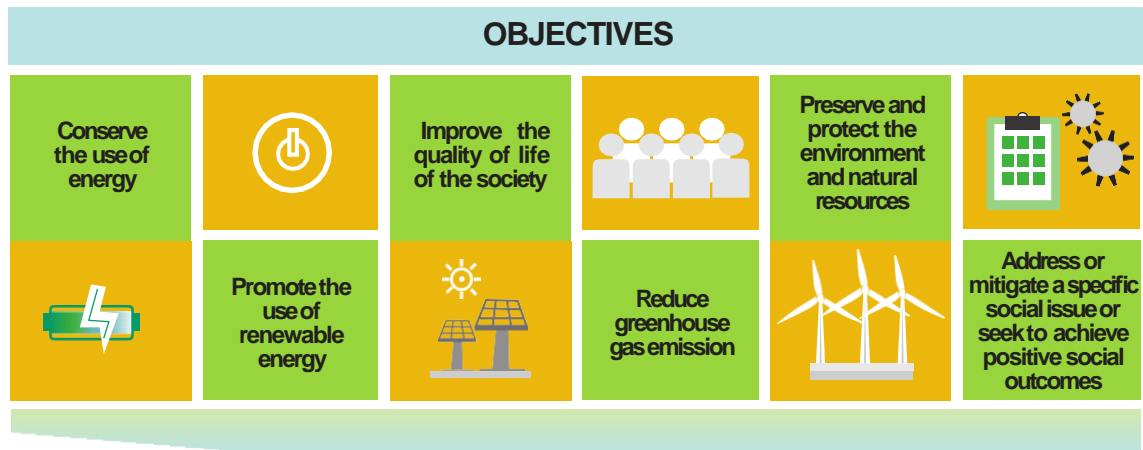 OBJECTIVES
Conserve
the use of
energy
Improve the
quality of life
of the society
Preserve and
protect the
environment
and natural
resources
Promote the
use of
renewable
energy
Reduce
greenhouse
gas emission
Address or
mitigate a specific
social issue or
seek to achieve
positive social
outcomes